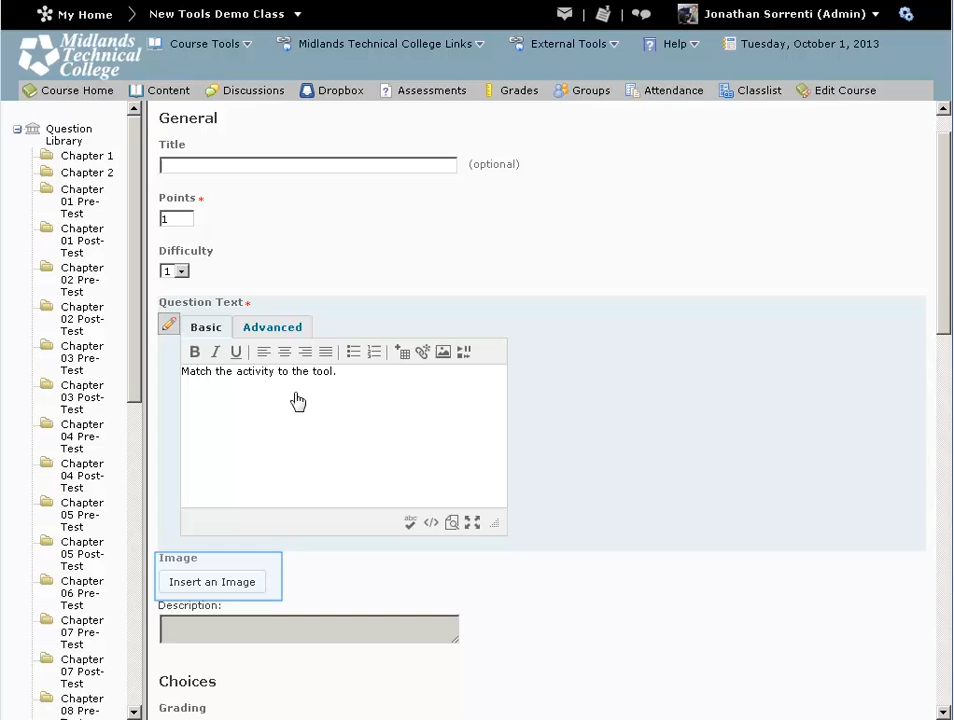 My Home
New Tools Demo Class
Jonathan Sorrenti (Admin)
Midlands
Technical
College
Course Tools
Midlands Technical College Links
External Tools
Help
Tuesday, October 1, 2013
Course Home
Content
Discussions
Dropbox
Assessments
Grades
Groups
Attendance
Classlist
Edit Course
Question
Library
Chapter 1
Chapter 2
Chapter
01 Pre-
Test
Chapter
01 Post-
Test
Chapter
02 Pre-
Test
Chapter
02 Post-
Test
Chapter
03 Pre-
Test
Chapter
03 Post-
Test
Chapter
04 Pre-
Test
Chapter
04 Post-
Test
Chapter
05 Pre-
Test
Chapter
05 Post-
Test
Chapter
06 Pre-
Test
Chapter
07 Pre-
Test
Chapter
07 Post-
Test
Chapter
08 Pre-
General
Title
(optional)
Points *
1
Difficulty
1
Question Text *
Basic
Advanced
B I U
Match the activity to the tool.
abc
Image
Insert an Image
Description:
Choices
Grading